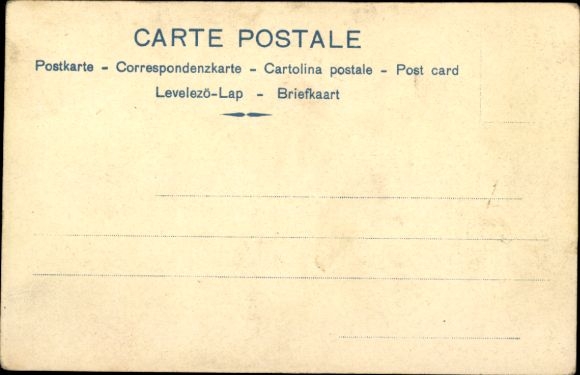 CARTE POSTALE
Postkarte - Correspondenzkarte - Cartolina postale - Post card
Levelezö-Lap - Briefkaart